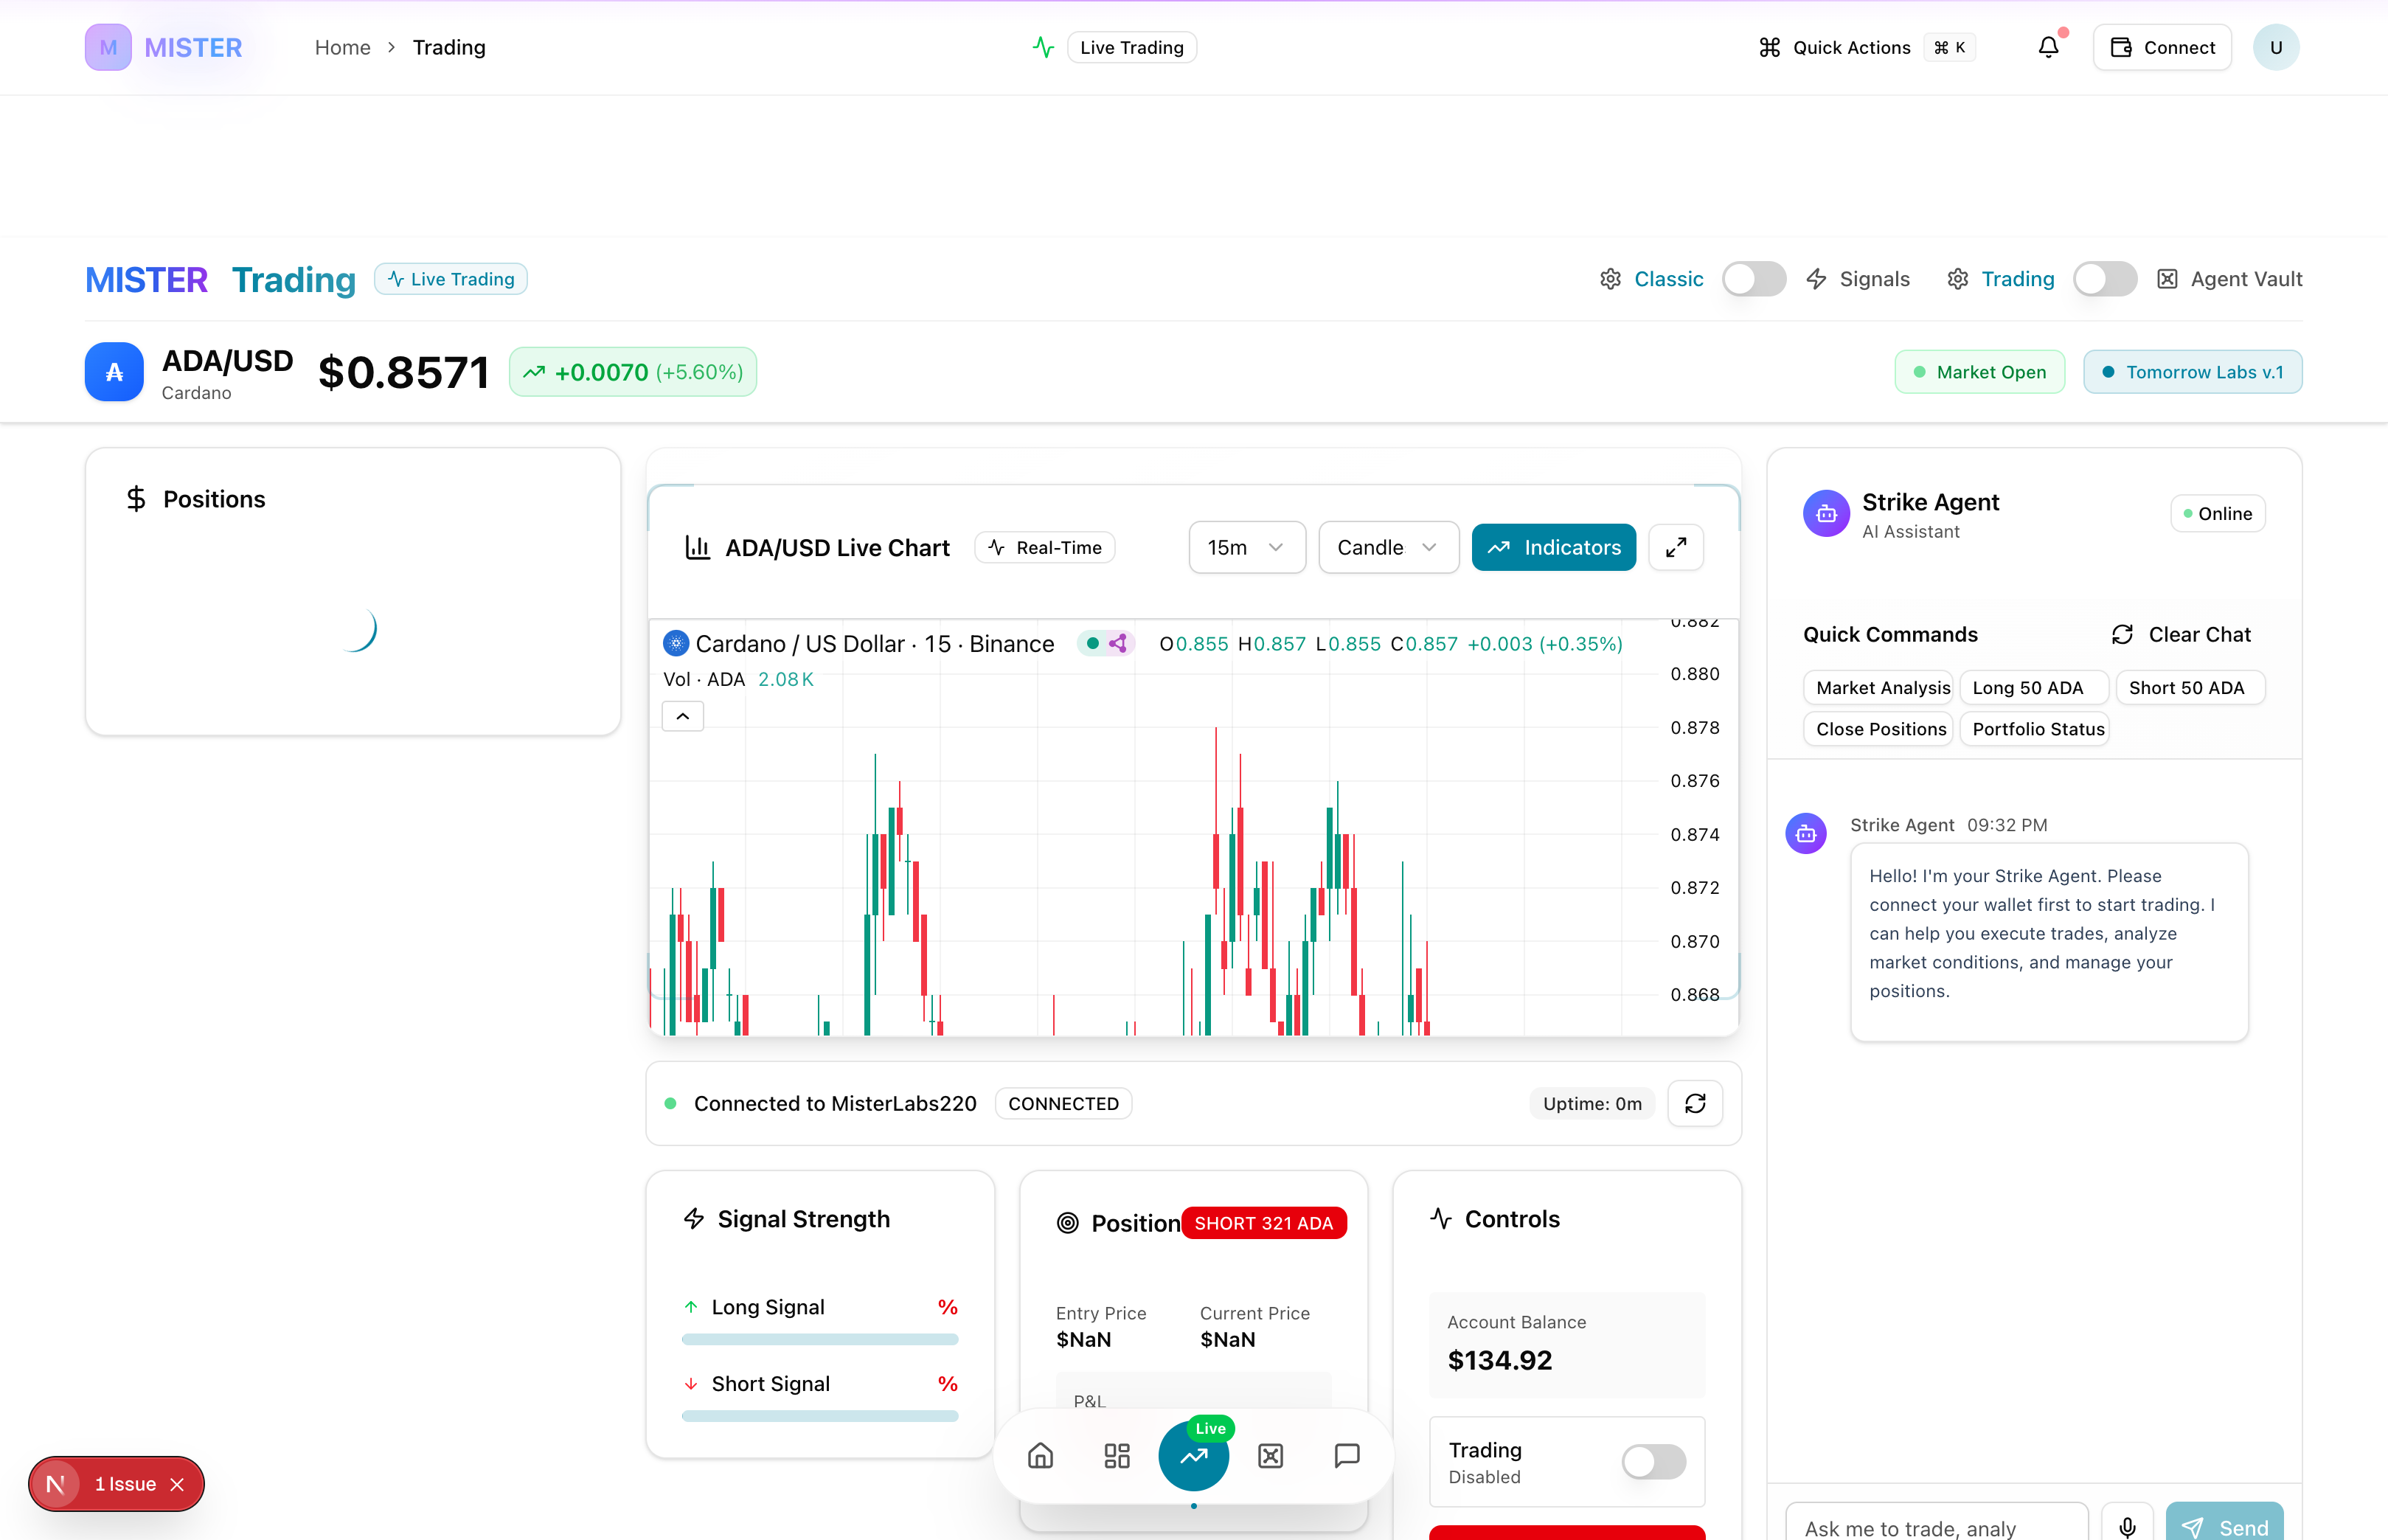 M MISTER
Home > Trading
Live Trading
Quick Actions ⌘ K
Connect
U
MISTER Trading
Live Trading
Classic
Signals
Trading
Agent Vault
₳
ADA/USD
Cardano
$0.8571
+0.0070 (+5.60%)
Market Open
Tomorrow Labs v.1
Positions
ADA/USD Live Chart
Real-Time
15m
Candle
Indicators
Cardano / US Dollar · 15 · Binance
O0.855 H0.857 L0.855 C0.857 +0.003 (+0.35%)
Vol · ADA 2.08K
0.882
0.880
0.878
0.876
0.874
0.872
0.870
0.868
Connected to MisterLabs220
CONNECTED
Uptime: 0m
Signal Strength
Long Signal %
Short Signal %
Position
SHORT 321 ADA
Entry Price
$NaN
Current Price
$NaN
P&L
Controls
Account Balance
$134.92
Trading
Disabled
Live
Strike Agent
AI Assistant
Online
Quick Commands
Clear Chat
Market Analysis
Long 50 ADA
Short 50 ADA
Close Positions
Portfolio Status
Strike Agent 09:32 PM
Hello! I'm your Strike Agent. Please
connect your wallet first to start trading. I
can help you execute trades, analyze
market conditions, and manage your
positions.
Ask me to trade, analy
Send
N 1 Issue